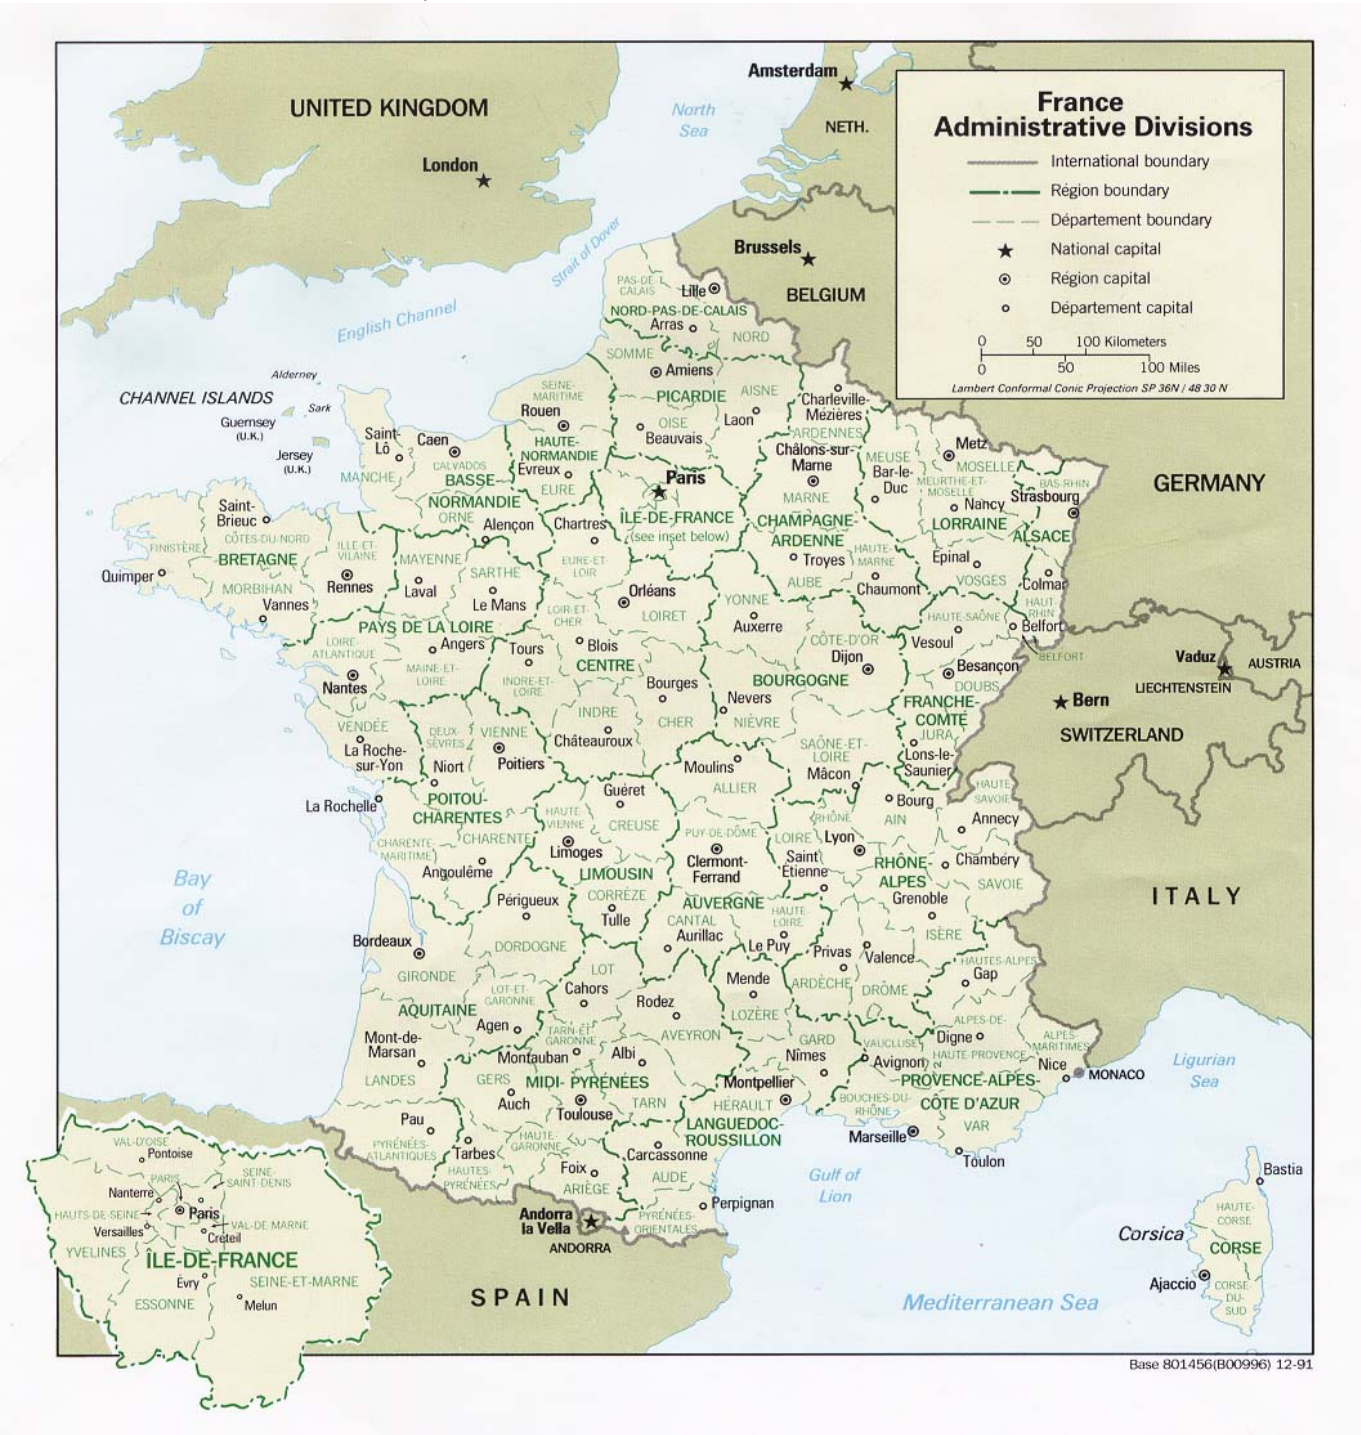 Amsterdam
UNITED KINGDOM
North
Sea
NETH.
London
France
Administrative Divisions
International boundary
Région boundary
Département boundary
National capital
Région capital
Département capital
0 50 100 Kilometers
0 50 100 Miles
Lambert Conformal Conic Projection SP 36N / 48 30 N
Strait of Dover
Brussels
BELGIUM
English Channel
PAS-DE
CALAIS
Lille
NORD-PAS-DE-CALAIS
Arras
NORD
Alderney
CHANNEL ISLANDS
Sark
Guernsey
(U.K.)
Jersey
(U.K.)
SOMME
Amiens
PICARDIE
AISNE
OISE
Beauvais
Laon
SEINE-
MARITIME
Rouen
HAUTE-
NORMANDIE
Évreux
EURE
Charleville-
Mézières
ARDENNES
Châlons-sur-
Marne
MARNE
CHAMPAGNE-
ARDENNE
Troyes
AUBE
HAUTE-
MARNE
Chaumont
MEUSE
Bar-le-
Duc
Metz
MOSELLE
MEURTHE-ET-
MOSELLE
Nancy
LORRAINE
Epinal
VOSGES
BAS-RHIN
Strasbourg
ALSACE
Colmar
HAUT
RHIN
GERMANY
Saint-
Lô
Caen
MANCHE
CALVADOS
BASSE
NORMANDIE
ORNE
Alençon
Paris
ÎLE-DE-FRANCE
(see inset below)
Saint-
Brieuc
CÔTES-DU-NORD
FINISTÈRE
BRETAGNE
Quimper
MORBIHAN
Vannes
ILLE-ET-
VILAINE
Rennes
MAYENNE
Laval
SARTHE
Le Mans
PAYS DE LA LOIRE
LOIRE-
ATLANTIQUE
Angers
MAINE-ET-
LOIRE
Nantes
VENDÉE
La Roche-
sur-Yon
Chartres
EURE-ET-
LOIR
Orléans
LOIRET
LOIR-ET-
CHER
Blois
Tours
CENTRE
INDRE-ET-
LOIRE
Bourges
INDRE
CHER
Châteauroux
YONNE
Auxerre
CÔTE-D'OR
Dijon
BOURGOGNE
Nevers
NIÈVRE
SAÔNE-ET-
LOIRE
Mâcon
HAUTE-SAÔNE
Vesoul
Belfort
BELFORT
Besançon
DOUBS
FRANCHE-
COMTÉ
JURA
Lons-le-
Saunier
Vaduz
AUSTRIA
LIECHTENSTEIN
Bern
SWITZERLAND
DEUX-
SÈVRES
VIENNE
Poitiers
Niort
La Rochelle
POITOU-
CHARENTES
CHARENTE
MARITIME
CHARENTE
Angoulême
Guéret
HAUTE
VIENNE
CREUSE
Limoges
LIMOUSIN
CORRÈZE
Tulle
Moulins
ALLIER
PUY-DE-DÔME
Clermont-
Ferrand
AUVERGNE
CANTAL
Aurillac
HAUTE-
LOIRE
Le Puy
Bourg
AIN
RHÔNE
LOIRE
Lyon
Saint
Étienne
RHÔNE-
ALPES
HAUTE
SAVOIE
Annecy
Chambéry
SAVOIE
Grenoble
ISÈRE
Privas
ARDÈCHE
Valence
DRÔME
ITALY
Bay
of
Biscay
Périgueux
DORDOGNE
Bordeaux
GIRONDE
LOT-ET-
GARONNE
AQUITAINE
Agen
Mont-de-
Marsan
LANDES
Pau
PYRÉNÉES-
ATLANTIQUES
LOT
Cahors
Rodez
AVEYRON
TARN-ET-
GARONNE
Montauban
Albi
GERS
MIDI- PYRÉNÉES
Auch
Toulouse
TARN
Tarbes
HAUTE-
GARONNE
HAUTES-
PYRÉNÉES
Foix
ARIÈGE
Mende
LOZÈRE
GARD
Nîmes
Montpellier
HÉRAULT
LANGUEDOC-
ROUSSILLON
Carcassonne
AUDE
Perpignan
PYRÉNÉES-
ORIENTALES
HAUTES-ALPES
Gap
ALPES-DE-
HAUTE-PROVENCE
Digne
ALPES-
MARITIMES
VAUCLUSE
Avignon
Nice
MONACO
PROVENCE-ALPES-
CÔTE D'AZUR
BOUCHES-DU-
RHÔNE
VAR
Marseille
Toulon
Ligurian
Sea
Gulf of
Lion
Andorra
la Vella
ANDORRA
SPAIN
Mediterranean Sea
Bastia
HAUTE-
CORSE
Corsica
CORSE
Ajaccio
CORSE
DU-
SUD
VAL-D'OISE
Pontoise
PARIS
SEINE-
SAINT-DENIS
Nanterre
HAUTS-DE-SEINE
Paris
Versailles
VAL-DE MARNE
Créteil
YVELINES
ÎLE-DE-FRANCE
Évry
SEINE-ET-MARNE
ESSONNE
Melun
Base 801456(B00996) 12-91